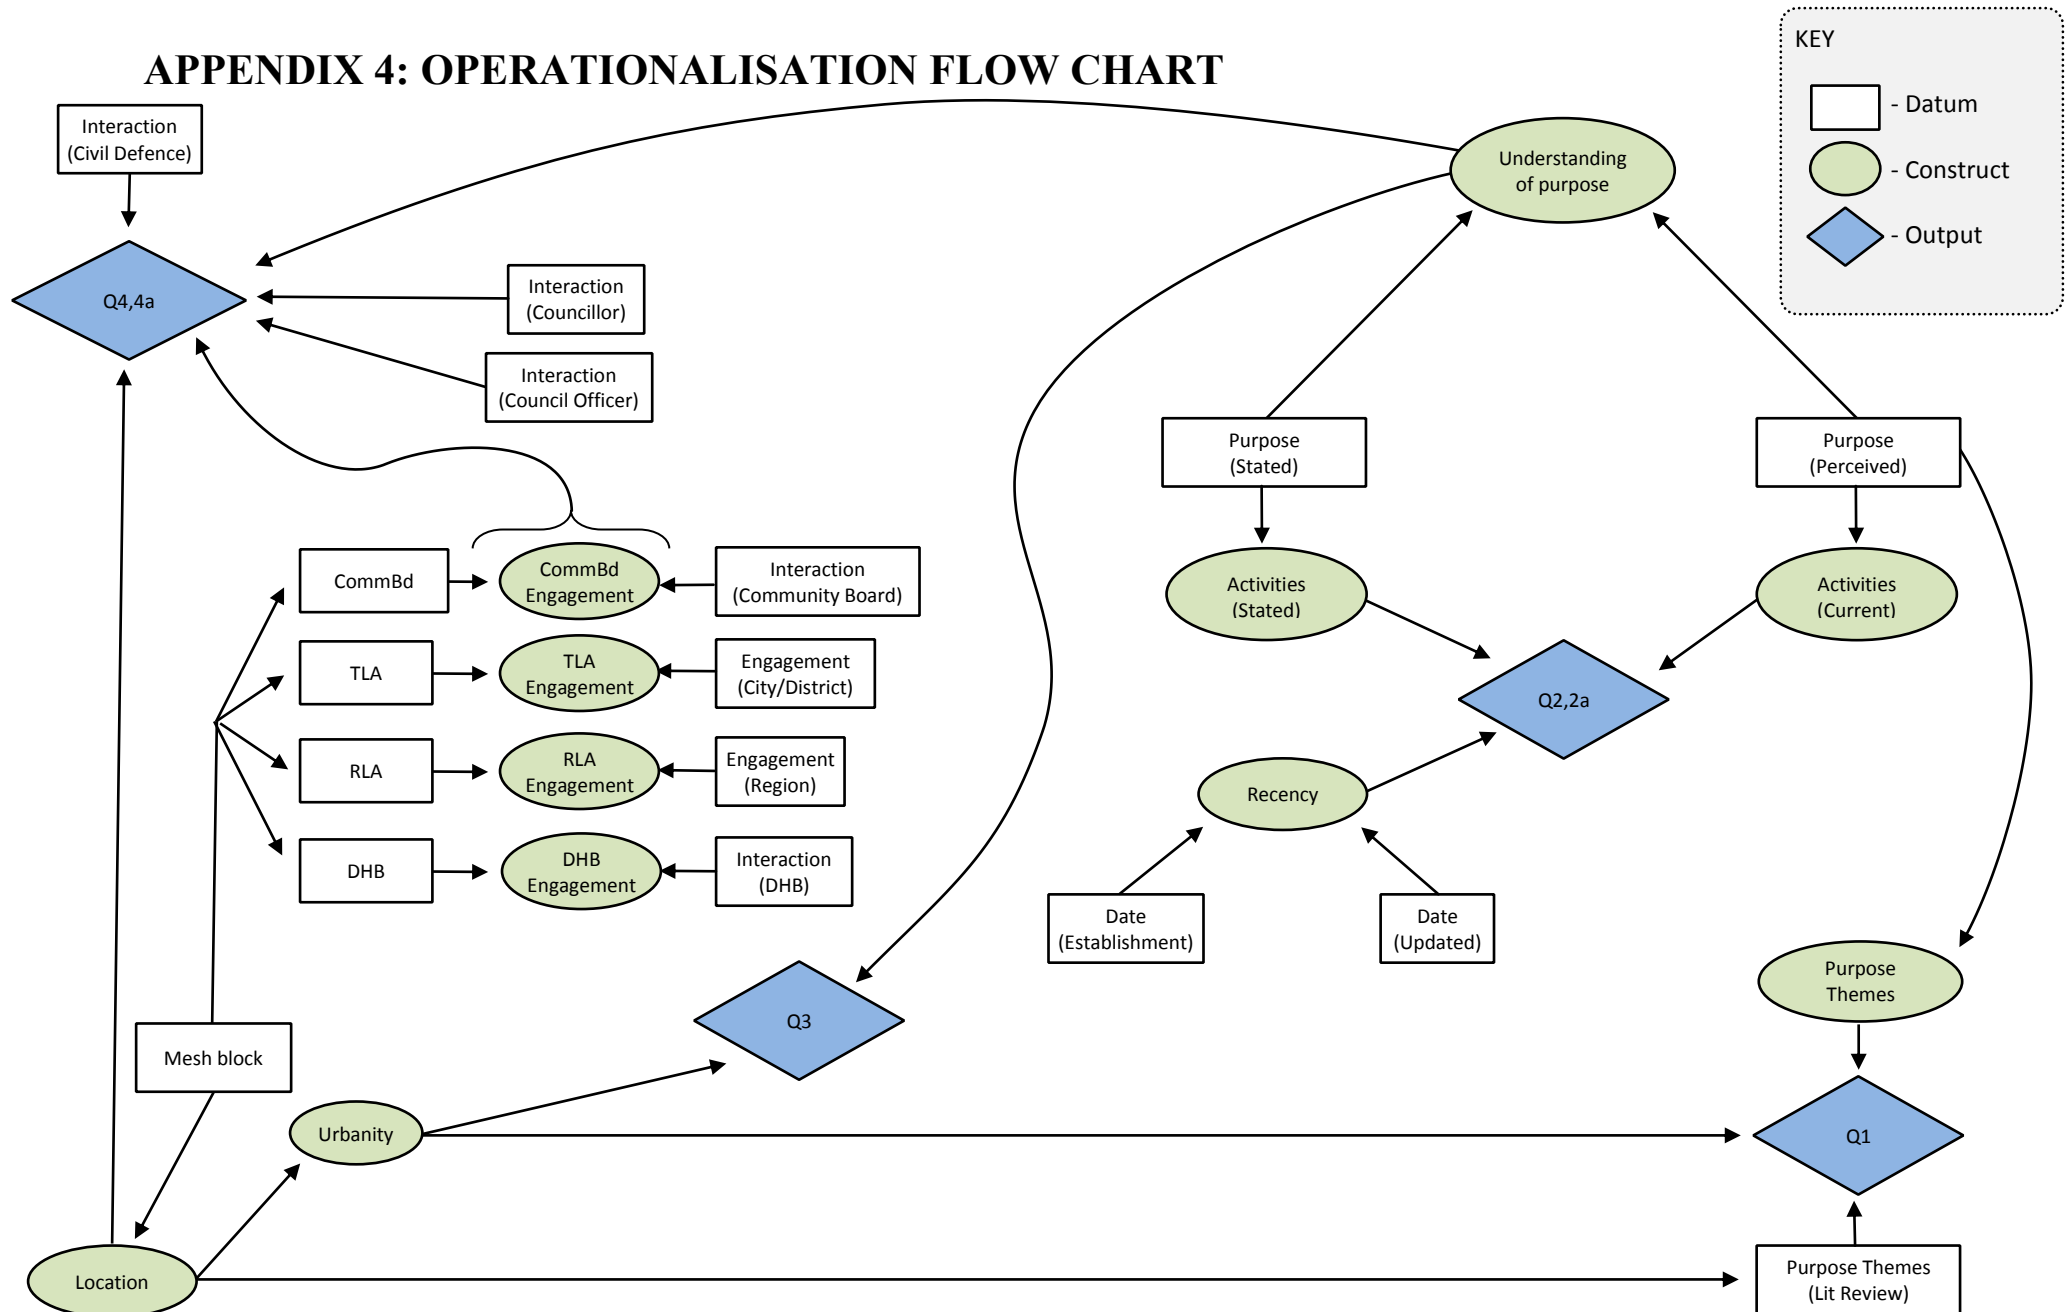 APPENDIX 4: OPERATIONALISATION FLOW CHART
KEY
- Datum
- Construct
- Output
Interaction
(Civil Defence)
Understanding
of purpose
Q4,4a
Interaction
(Councillor)
Interaction
(Council Officer)
Purpose
(Stated)
Purpose
(Perceived)
CommBd
CommBd
Engagement
Interaction
(Community Board)
Activities
(Stated)
Activities
(Current)
TLA
TLA
Engagement
Engagement
(City/District)
Q2,2a
RLA
RLA
Engagement
Engagement
(Region)
Recency
DHB
DHB
Engagement
Interaction
(DHB)
Date
(Establishment)
Date
(Updated)
Purpose
Themes
Q3
Mesh block
Urbanity
Q1
Location
Purpose Themes
(Lit Review)